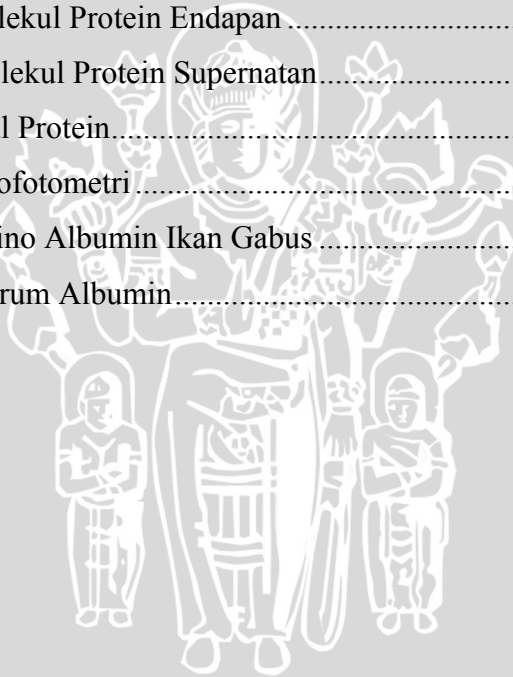 lekul Protein Endapan ..............................
lekul Protein Supernatan..........................
l Protein......................................................
ofotometri ..................................................
ino Albumin Ikan Gabus ..........................
rum Albumin .............................................